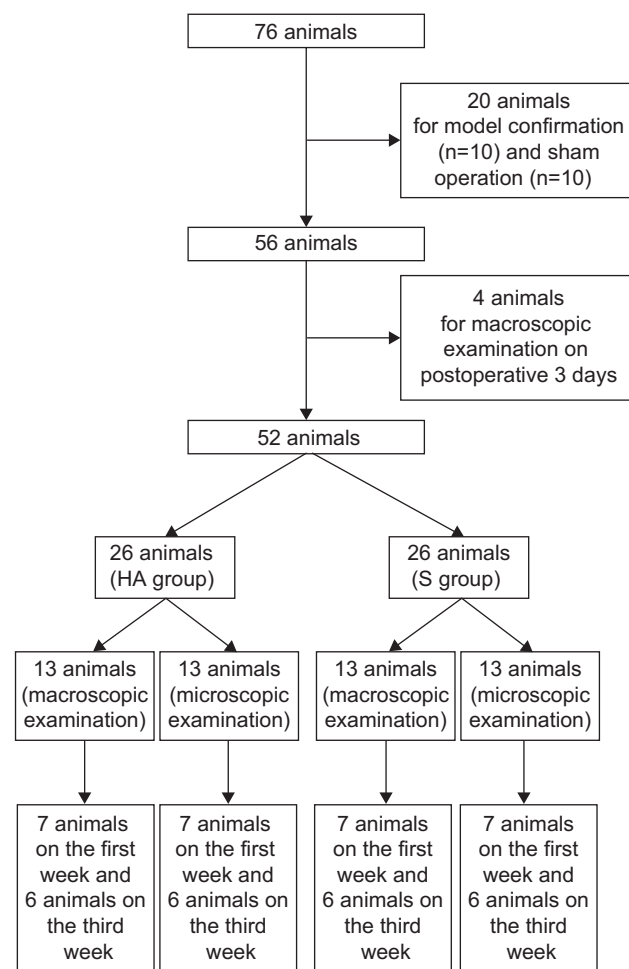 76 animals
20 animals
for model confirmation
(n=10) and sham
operation (n=10)
56 animals
4 animals
for macroscopic
examination on
postoperative 3 days
52 animals
26 animals
(HA group)
26 animals
(S group)
13 animals
(macroscopic
examination)
13 animals
(microscopic
examination)
13 animals
(macroscopic
examination)
13 animals
(microscopic
examination)
7 animals
on the first
week and
6 animals on
the third
week
7 animals
on the first
week and
6 animals on
the third
week
7 animals
on the first
week and
6 animals on
the third
week
7 animals
on the first
week and
6 animals on
the third
week